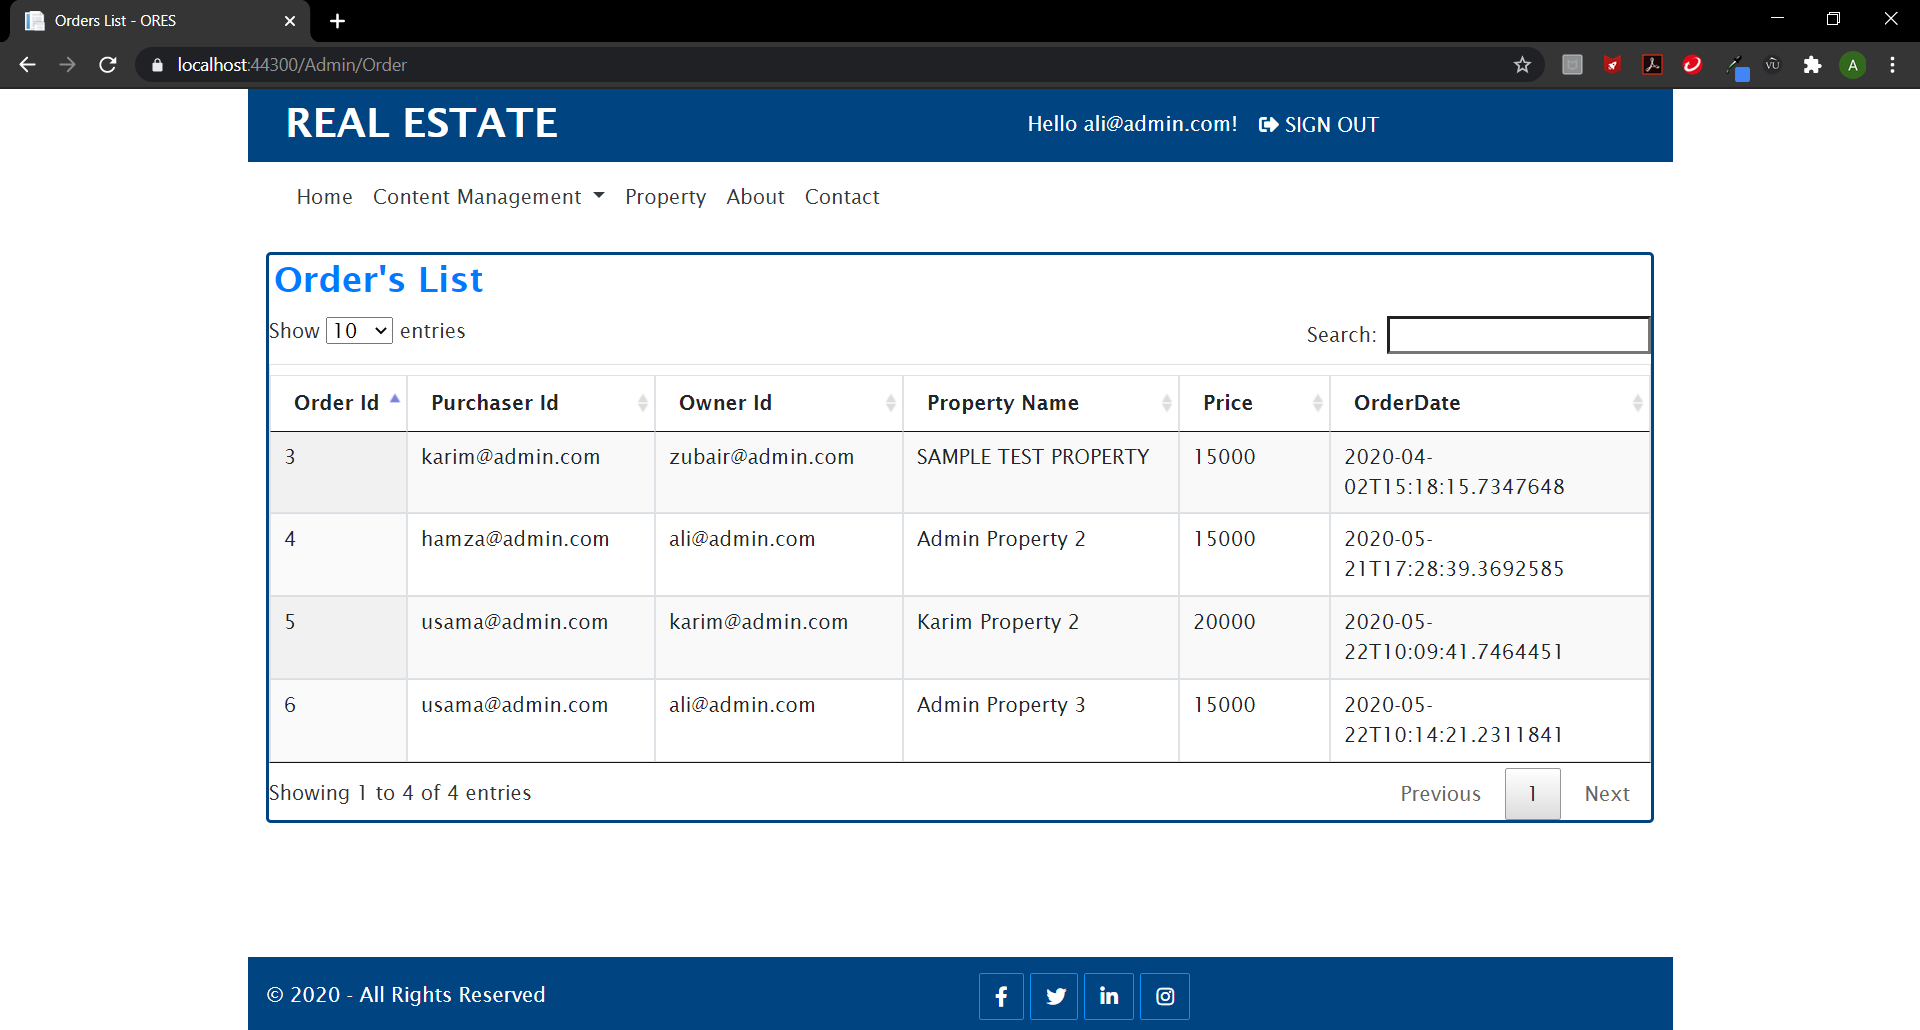 Orders List - ORES
localhost:44300/Admin/Order
A
REAL ESTATE
Hello ali@admin.com!
SIGN OUT
Home Content Management Property About Contact
Order's List
Show 10 entries
Search:
Order Id Purchaser Id Owner Id Property Name Price OrderDate
3 karim@admin.com zubair@admin.com SAMPLE TEST PROPERTY 15000 2020-04-
02T15:18:15.7347648
4 hamza@admin.com ali@admin.com Admin Property 2 15000 2020-05-
21T17:28:39.3692585
5 usama@admin.com karim@admin.com Karim Property 2 20000 2020-05-
22T10:09:41.7464451
6 usama@admin.com ali@admin.com Admin Property 3 15000 2020-05-
22T10:14:21.2311841
Showing 1 to 4 of 4 entries
Previous 1 Next
© 2020 - All Rights Reserved